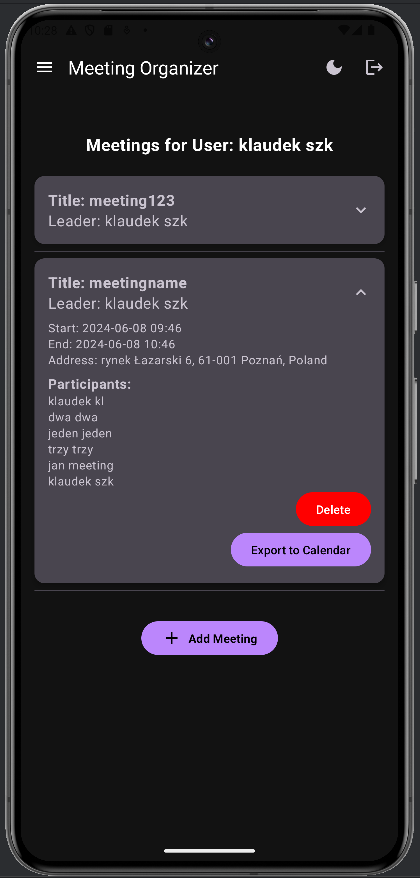 10:28
Meeting Organizer
Meetings for User: klaudek szk
Title: meeting123
Leader: klaudek szk
Title: meetingname
Leader: klaudek szk
Start: 2024-06-08 09:46
End: 2024-06-08 10:46
Address: rynek Łazarski 6, 61-001 Poznań, Poland
Participants:
klaudek kl
dwa dwa
jeden jeden
trzy trzy
jan meeting
klaudek szk
Delete
Export to Calendar
Add Meeting